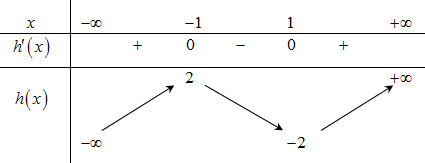 x −∞ −1 1 +∞
h′(x) + 0 − 0 +
2 +∞
h(x)
−∞ −2